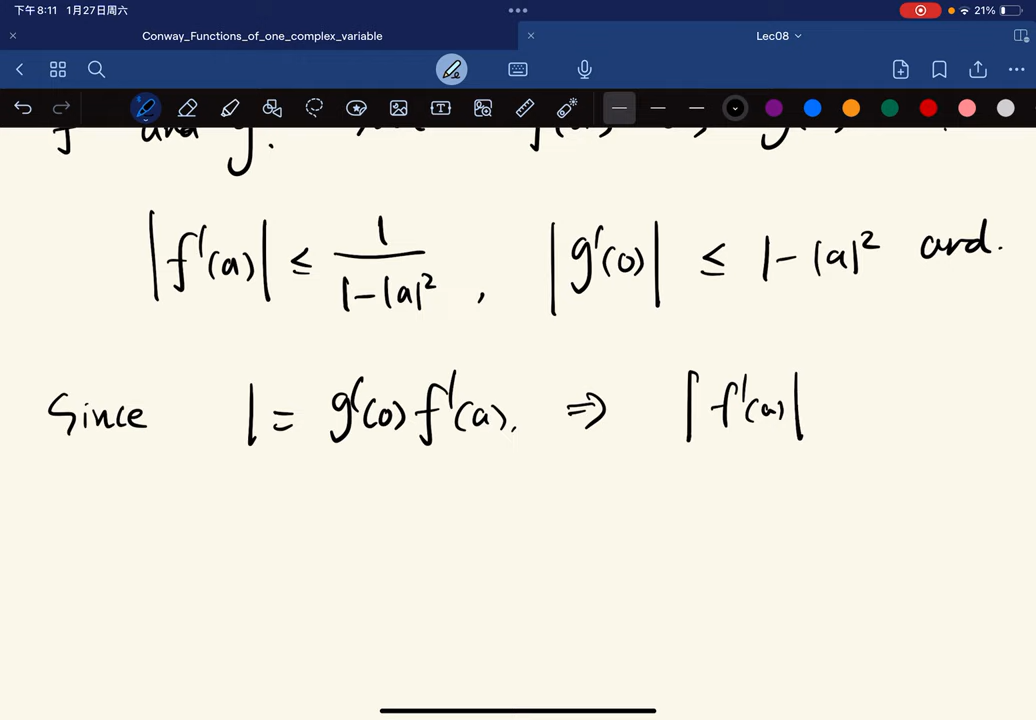 下午8:11 1月27日周六
21%
Conway_Functions_of_one_complex_variable
Lec08
f and g.
|f'(a)| ≤ 1/(1-|a|²), |g'(0)| ≤ 1-|a|² and.
Since 1 = g'(0) f'(a). ⇒ |f'(a)|